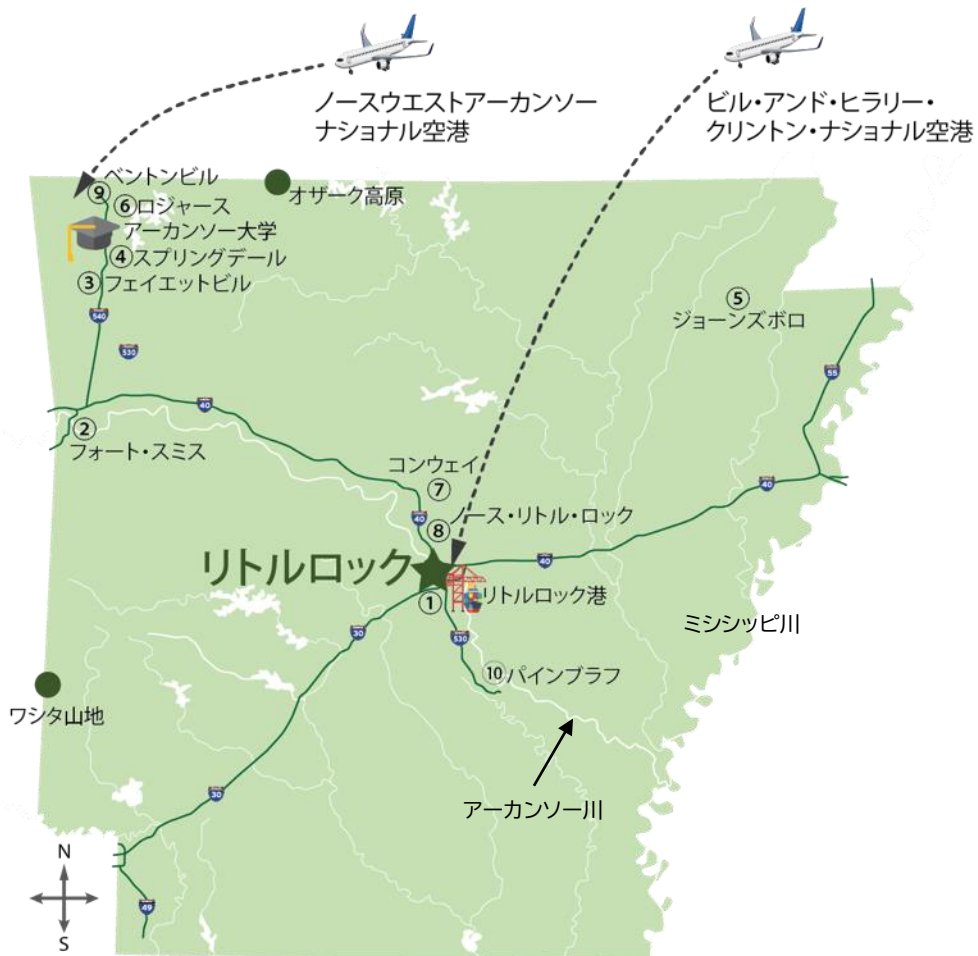 ノースウエストアーカンソー
ナショナル空港
ビル・アンド・ヒラリー・
クリントン・ナショナル空港
⑨ベントンビル
オザーク高原
⑥ロジャース
アーカンソー大学
④スプリングデール
③フェイエットビル
⑤
ジョーンズボロ
540
530
55
40
②
フォート・スミス
コンウェイ
⑦
40
40
⑧ノース・リトル・ロック
40
リトルロック
①
リトルロック港
30
530
ミシシッピ川
⑩パインブラフ
ワシタ山地
30
アーカンソー川
N
S
49